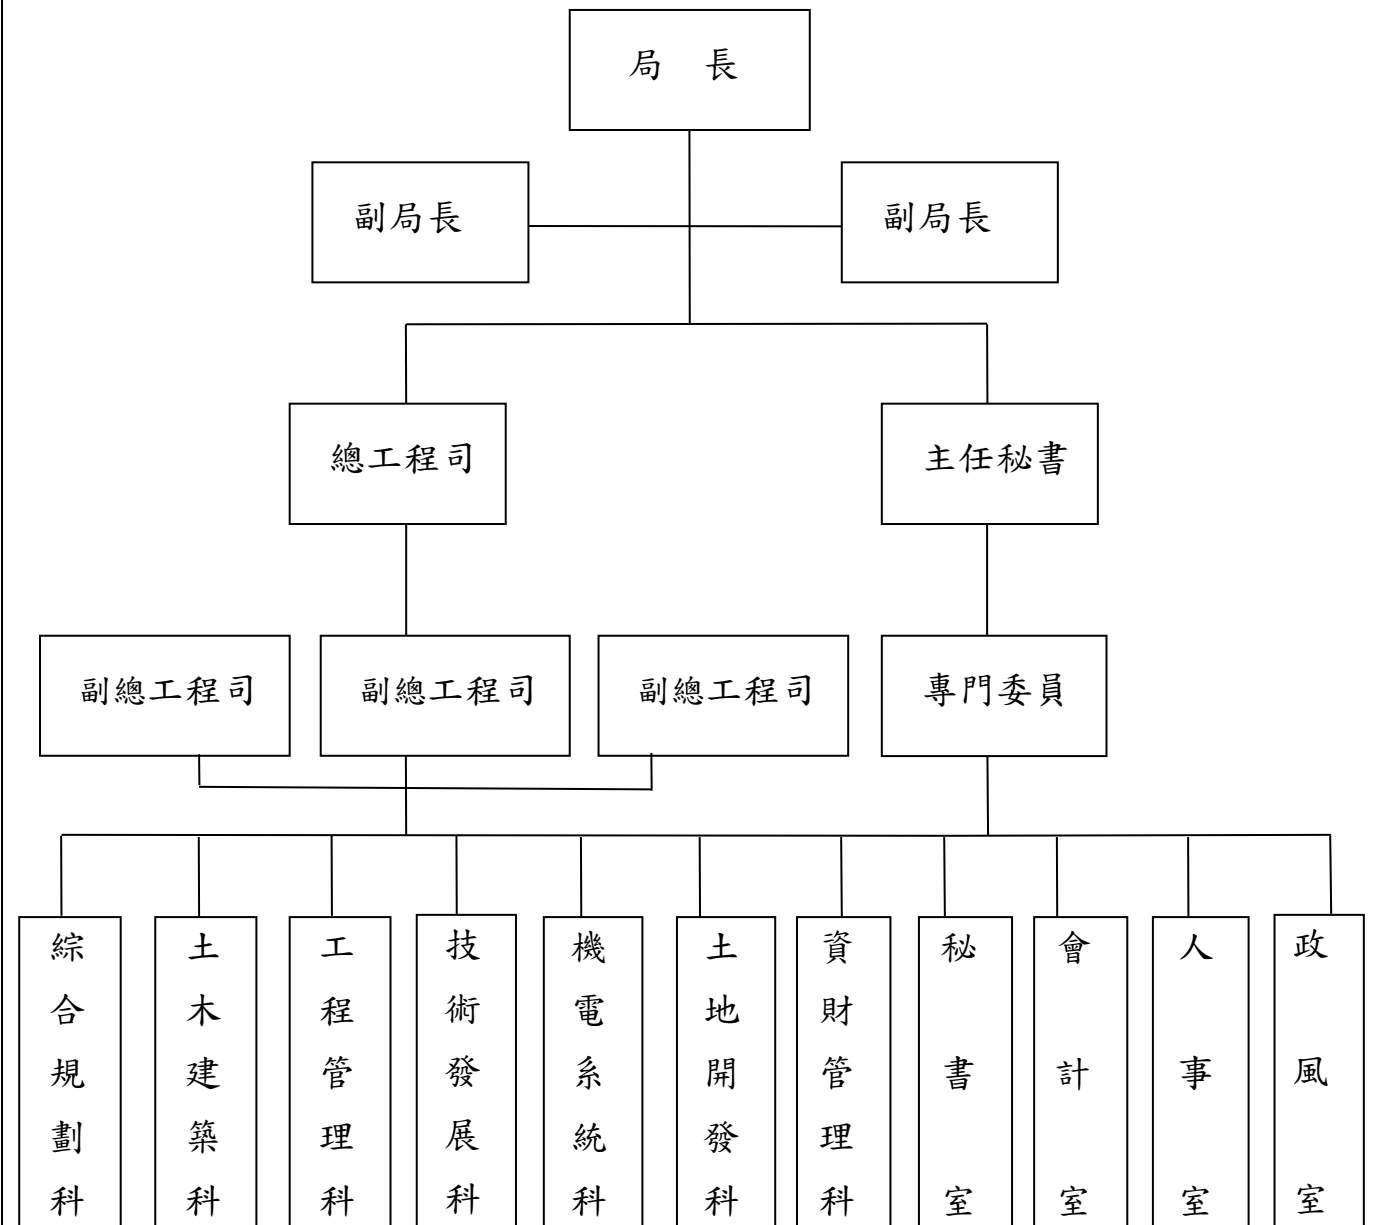 局 長
副局長
副局長
總工程司
主任秘書
副總工程司
副總工程司
副總工程司
專門委員
綜合規劃科
土木建築科
工程管理科
技術發展科
機電系統科
土地開發科
資財管理科
秘書室
會計室
人事室
政風室